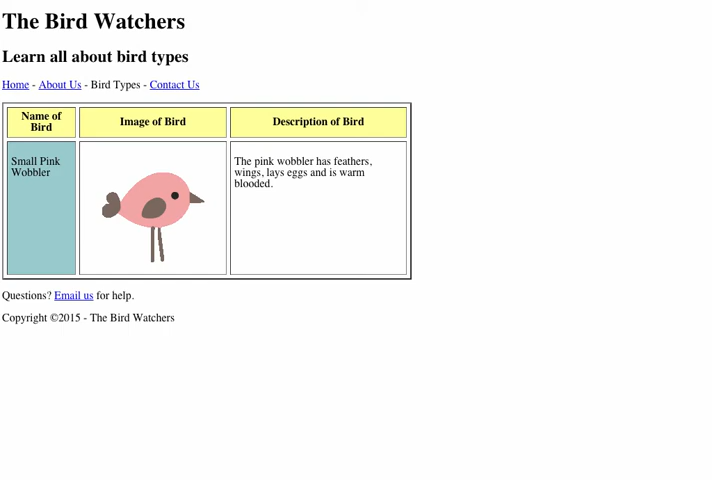 The Bird Watchers
Learn all about bird types
Home - About Us - Bird Types - Contact Us
Name of
Bird
Image of Bird
Description of Bird
Small Pink
Wobbler
The pink wobbler has feathers,
wings, lays eggs and is warm
blooded.
Questions? Email us for help.
Copyright ©2015 - The Bird Watchers